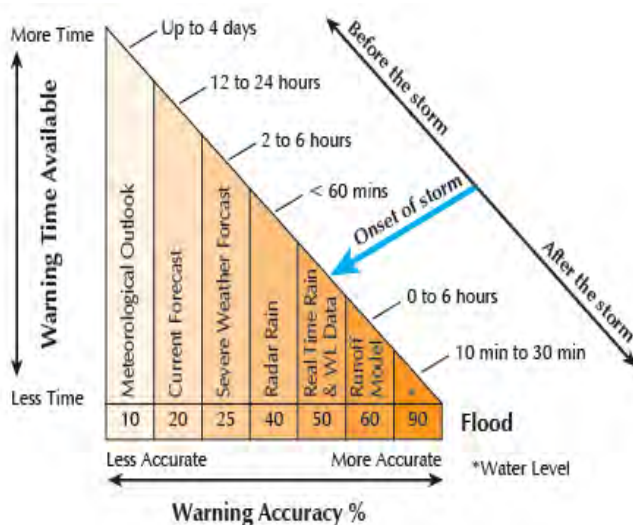 More Time
Up to 4 days
12 to 24 hours
2 to 6 hours
< 60 mins
0 to 6 hours
10 min to 30 min
Before the storm
Onset of storm
After the storm
Warning Time Available
Less Time
Meteorological Outlook
Current Forecast
Severe Weather Forcast
Radar Rain
Real Time Rain
& WL Data
Runoff
Model
*
10 20 25 40 50 60 90
Flood
Less Accurate
More Accurate
*Water Level
Warning Accuracy %